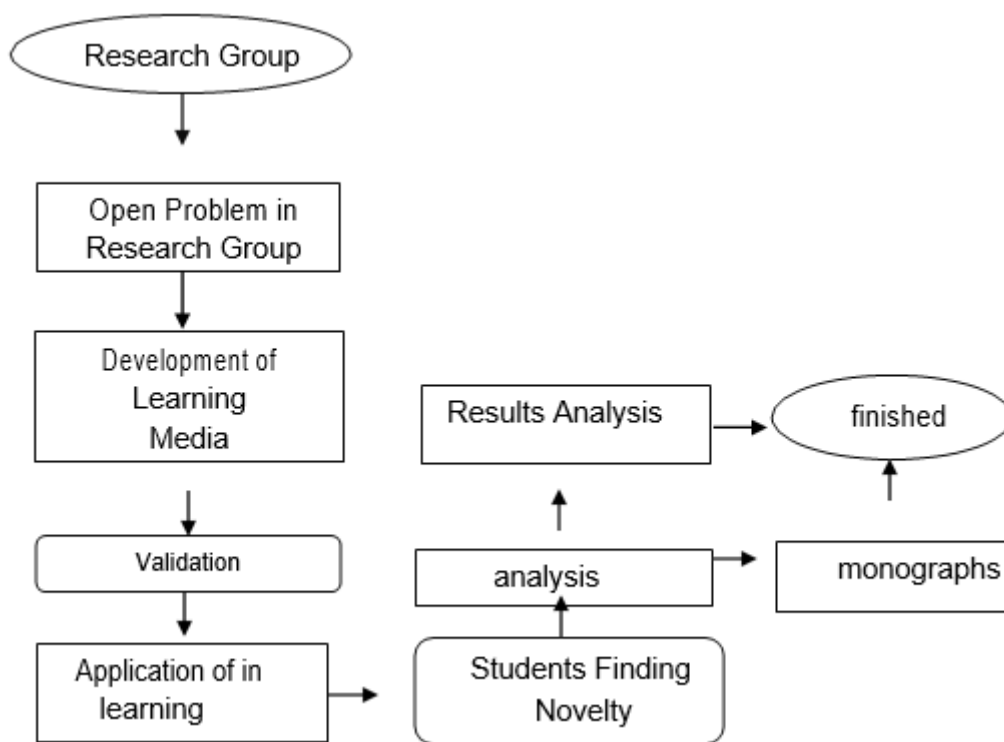 Research Group
Open Problem in
Research Group
Development of
Learning
Media
Validation
Application of in
learning
Students Finding
Novelty
analysis
Results Analysis
monographs
finished